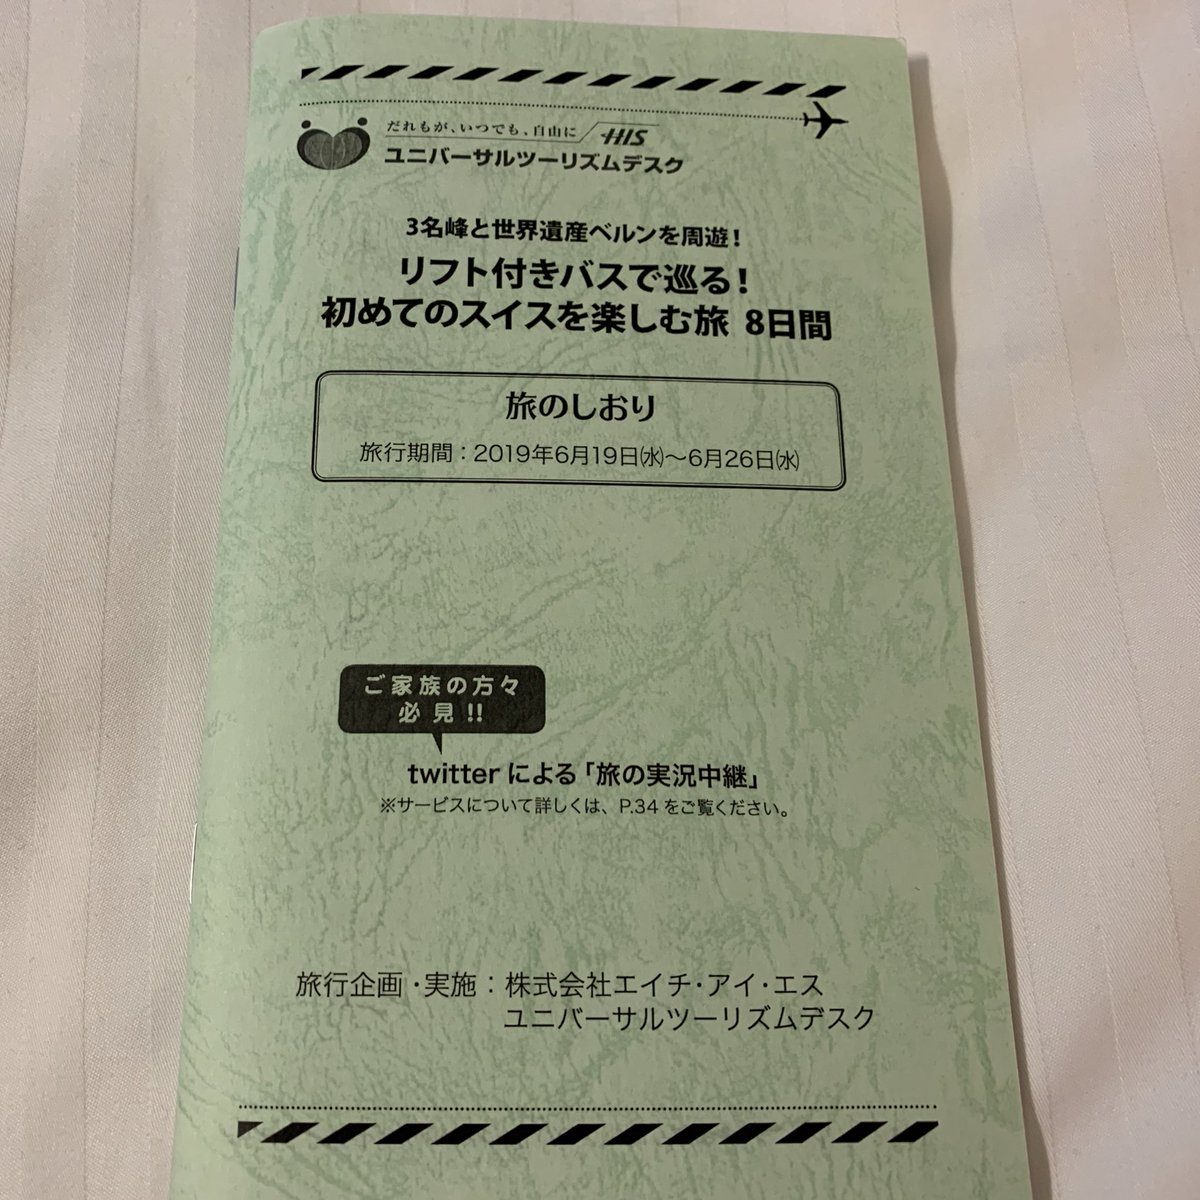 だれもが、いつでも、自由に HIS
ユニバーサルツーリズムデスク
3名峰と世界遺産ベルンを周遊！
リフト付きバスで巡る！
初めてのスイスを楽しむ旅 8日間
旅のしおり
旅行期間：2019年6月19日㈬～6月26日㈬
ご家族の方々
必見!!
twitterによる「旅の実況中継」
※サービスについて詳しくは、P.34をご覧ください。
旅行企画・実施：株式会社エイチ・アイ・エス
ユニバーサルツーリズムデスク